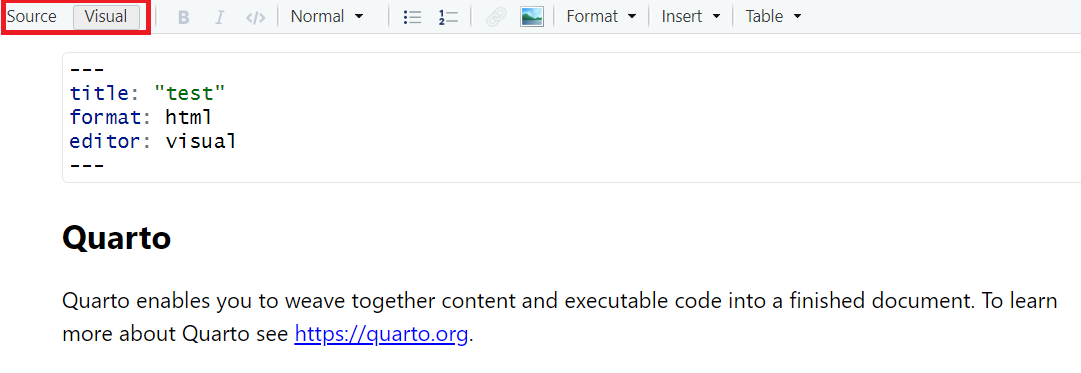 Source Visual B I </> Normal Format Insert Table
---
title: "test"
format: html
editor: visual
---
Quarto
Quarto enables you to weave together content and executable code into a finished document. To learn
more about Quarto see https://quarto.org.